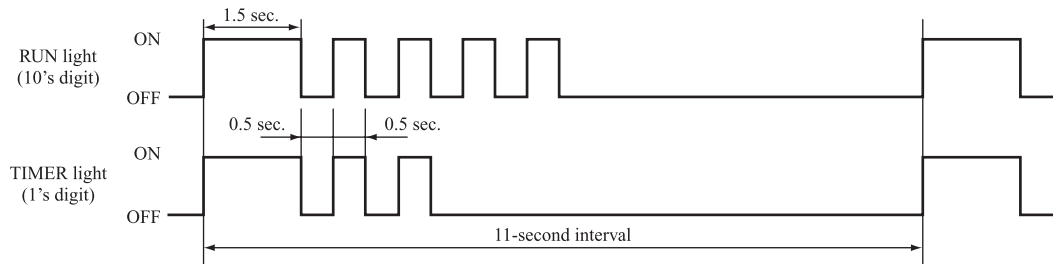 1.5 sec.
ON
RUN light
(10's digit)
OFF
0.5 sec.
0.5 sec.
ON
TIMER light
(1's digit)
OFF
11-second interval